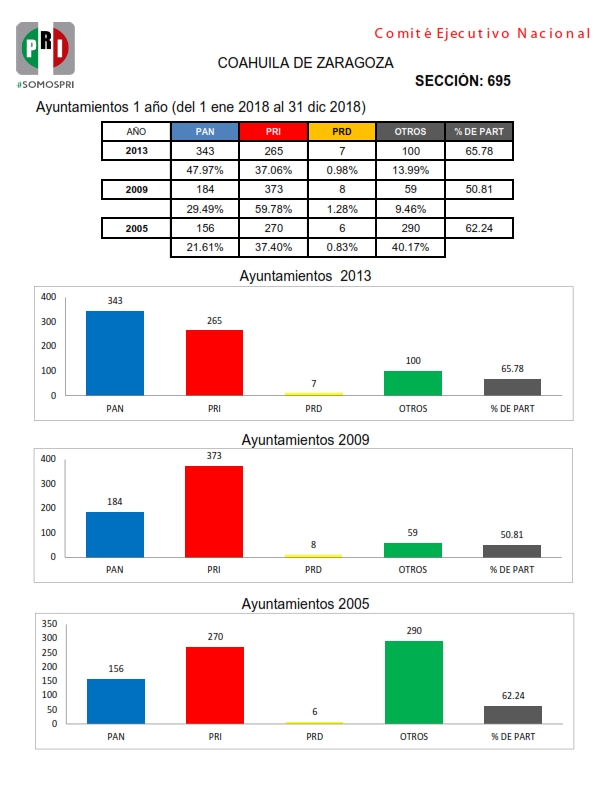 Comité Ejecutivo Nacional
PRI
#SOMOSPRI
COAHUILA DE ZARAGOZA
SECCIÓN: 695
Ayuntamientos 1 año (del 1 ene 2018 al 31 dic 2018)
AÑO PAN PRI PRD OTROS % DE PART
2013 343 265 7 100 65.78
47.97% 37.06% 0.98% 13.99%
2009 184 373 8 59 50.81
29.49% 59.78% 1.28% 9.46%
2005 156 270 6 290 62.24
21.61% 37.40% 0.83% 40.17%
Ayuntamientos 2013
400
300
200
100
0
343 265 7 100 65.78
PAN PRI PRD OTROS % DE PART
Ayuntamientos 2009
400
300
200
100
0
184 373 8 59 50.81
PAN PRI PRD OTROS % DE PART
Ayuntamientos 2005
350
300
250
200
150
100
50
0
156 270 6 290 62.24
PAN PRI PRD OTROS % DE PART